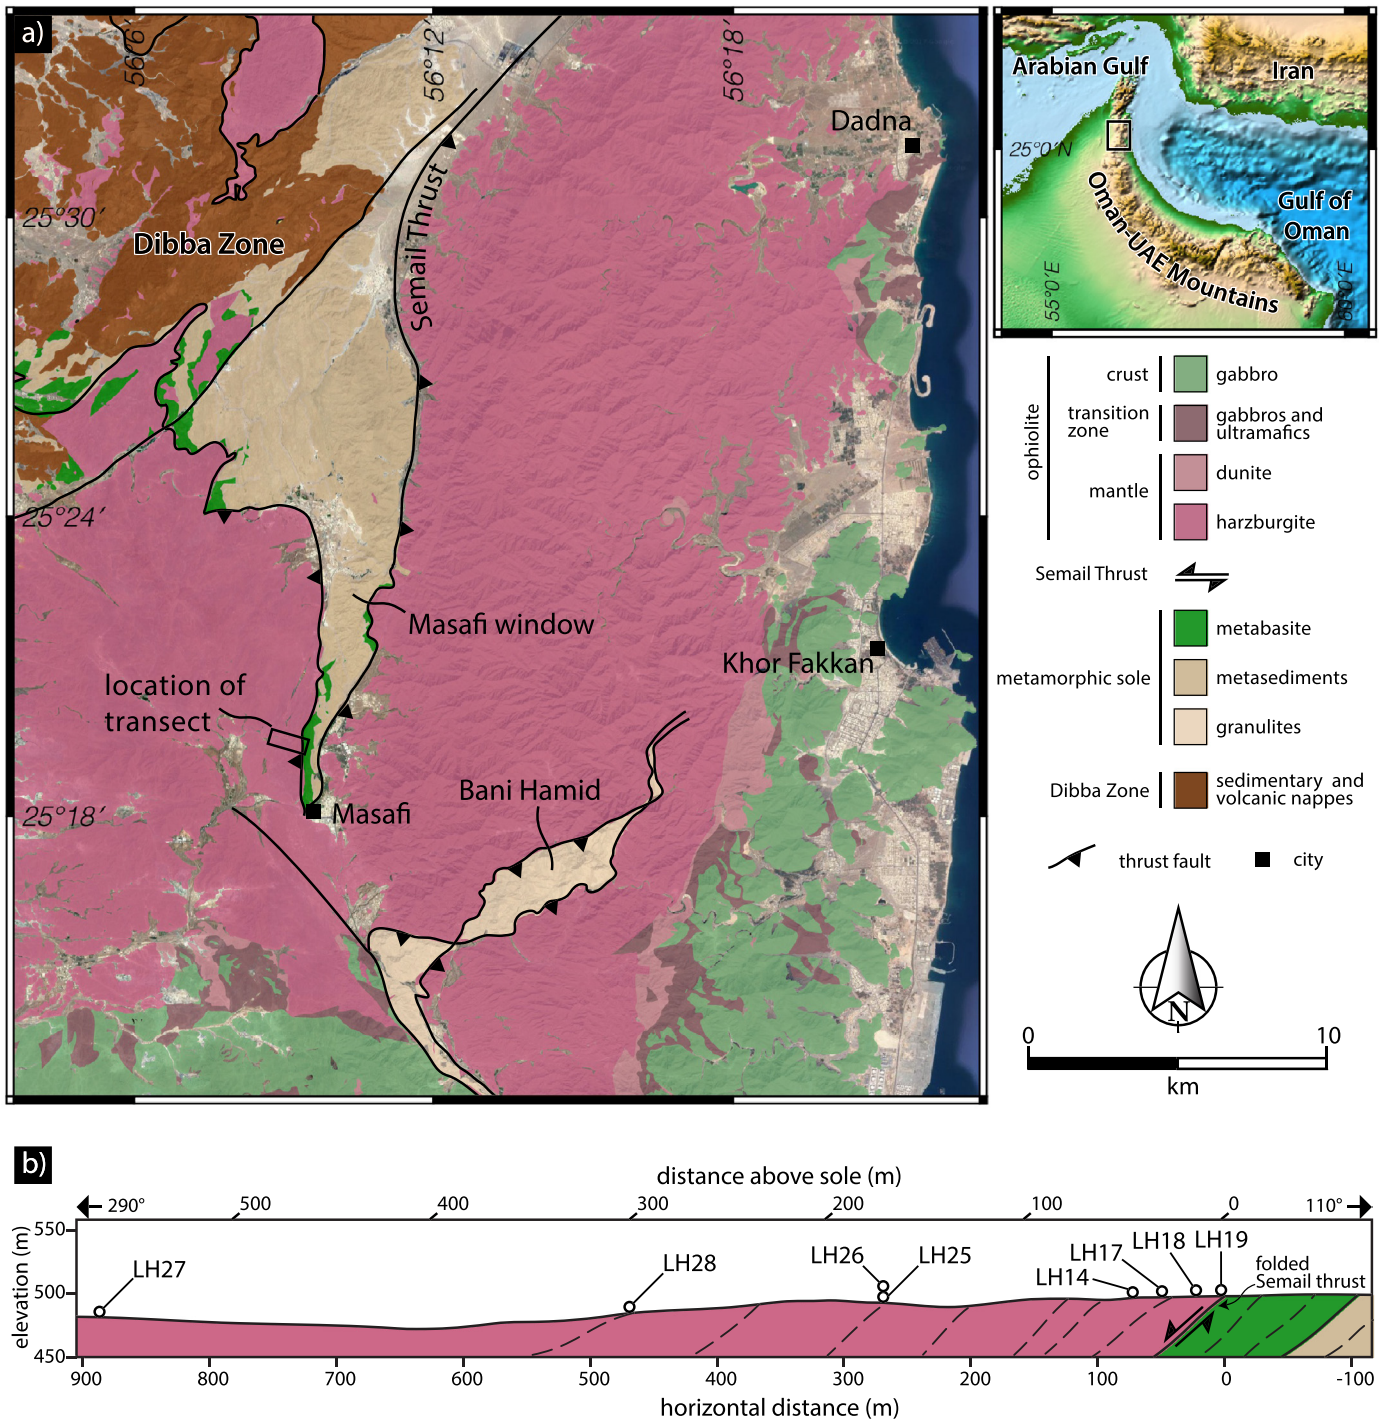 a)
56°6′
56°12′
56°18′
Dadna
25°30′
Dibba Zone
Semail Thrust
25°24′
Masafi window
Khor Fakkan
location of
transect
Bani Hamid
25°18′
Masafi
Arabian Gulf
Iran
25°0′N
Gulf of
Oman
Oman-UAE Mountains
55°0′E
60°0′E
ophiolite
crust
gabbro
transition
zone
gabbros and
ultramafics
mantle
dunite
harzburgite
Semail Thrust
metamorphic sole
metabasite
metasediments
granulites
Dibba Zone
sedimentary and
volcanic nappes
thrust fault
city
N
0 10
km
b)
distance above sole (m)
290° 500 400 300 200 100 0 110°
elevation (m)
550
500
450
LH27
LH28
LH26
LH25
LH14
LH17
LH18
LH19
folded
Semail thrust
900 800 700 600 500 400 300 200 100 0 -100
horizontal distance (m)